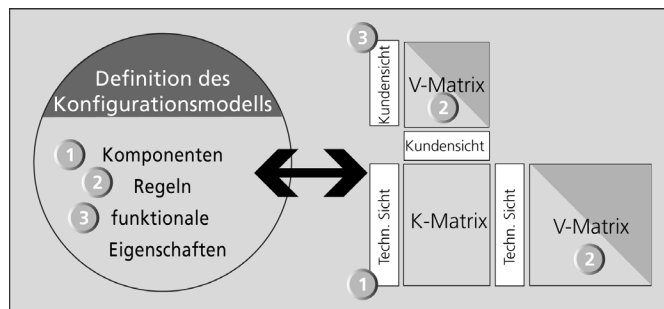 Definition des
Konfigurationsmodells
1 Komponenten
2 Regeln
3 funktionale
Eigenschaften
3
Kundensicht
V-Matrix
2
Kundensicht
Techn. Sicht
1
K-Matrix
Techn. Sicht
V-Matrix
2